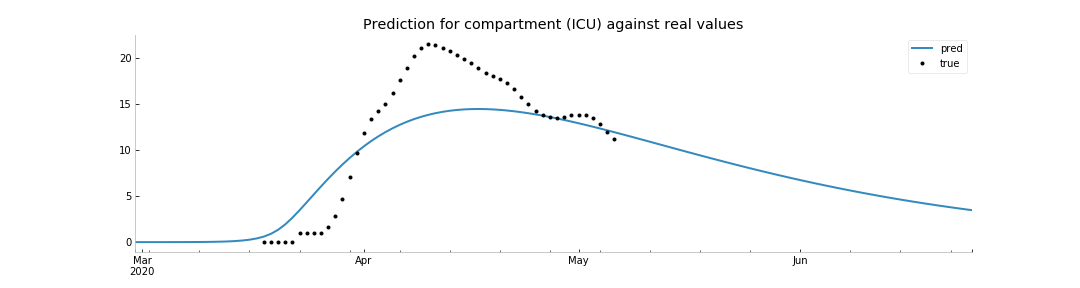 Prediction for compartment (ICU) against real values
pred
true
20
15
10
5
0
Mar
2020
Apr
May
Jun